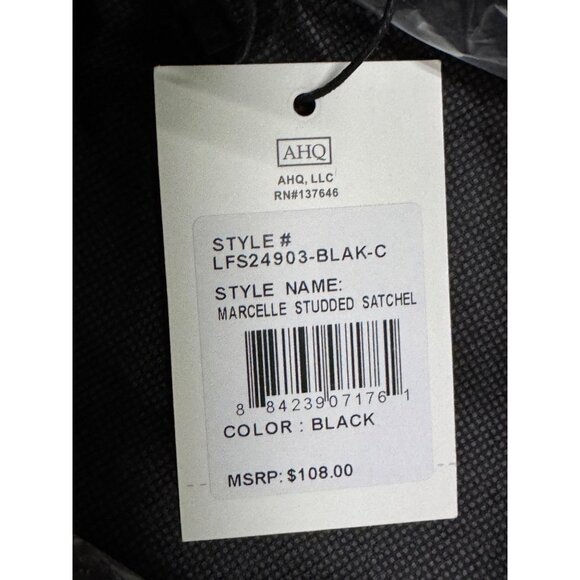 AHQ
AHQ, LLC
RN#137646
STYLE #
LFS24903-BLAK-C
STYLE NAME:
MARCELLE STUDDED SATCHEL
8 84239 07176 1
COLOR : BLACK
MSRP: $108.00